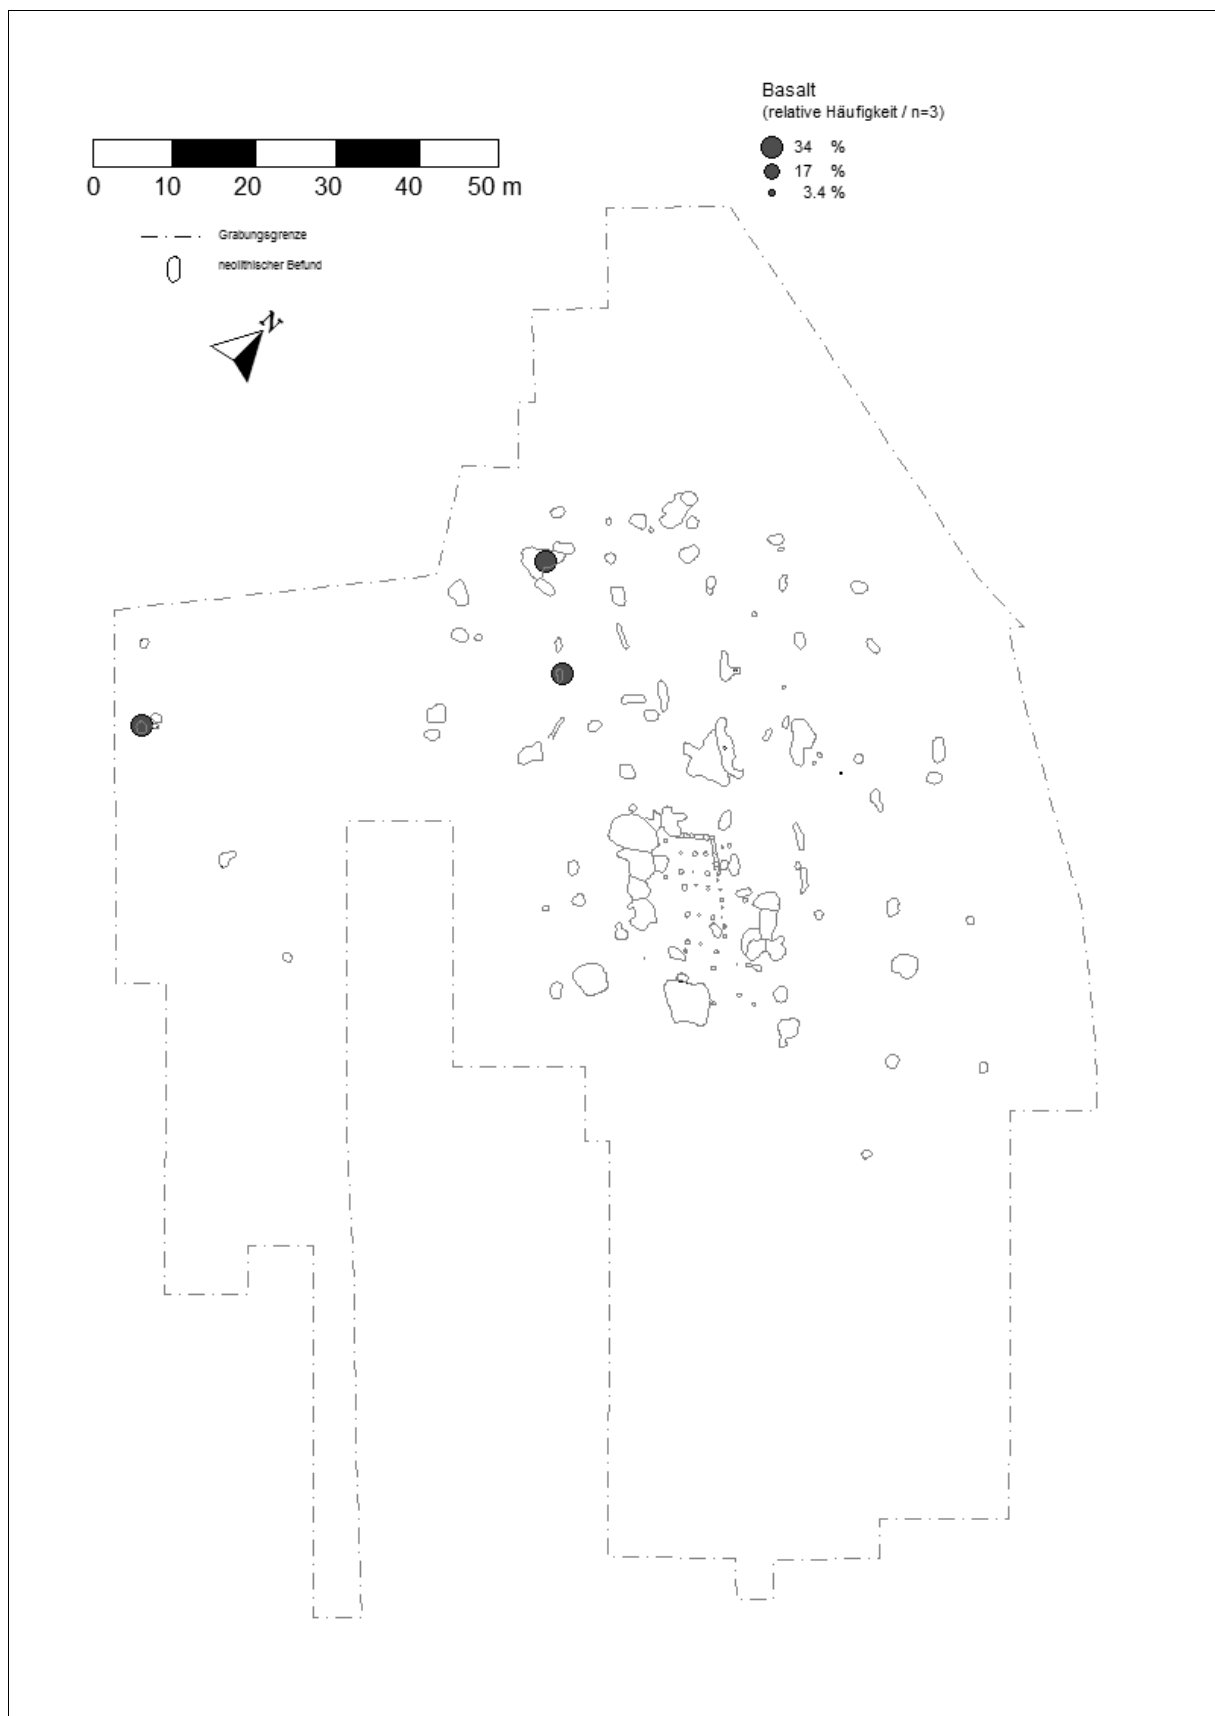 Basalt
(relative Häufigkeit / n=3)
34 %
17 %
3.4 %
0 10 20 30 40 50 m
Grabungsgrenze
neolithischer Befund
N